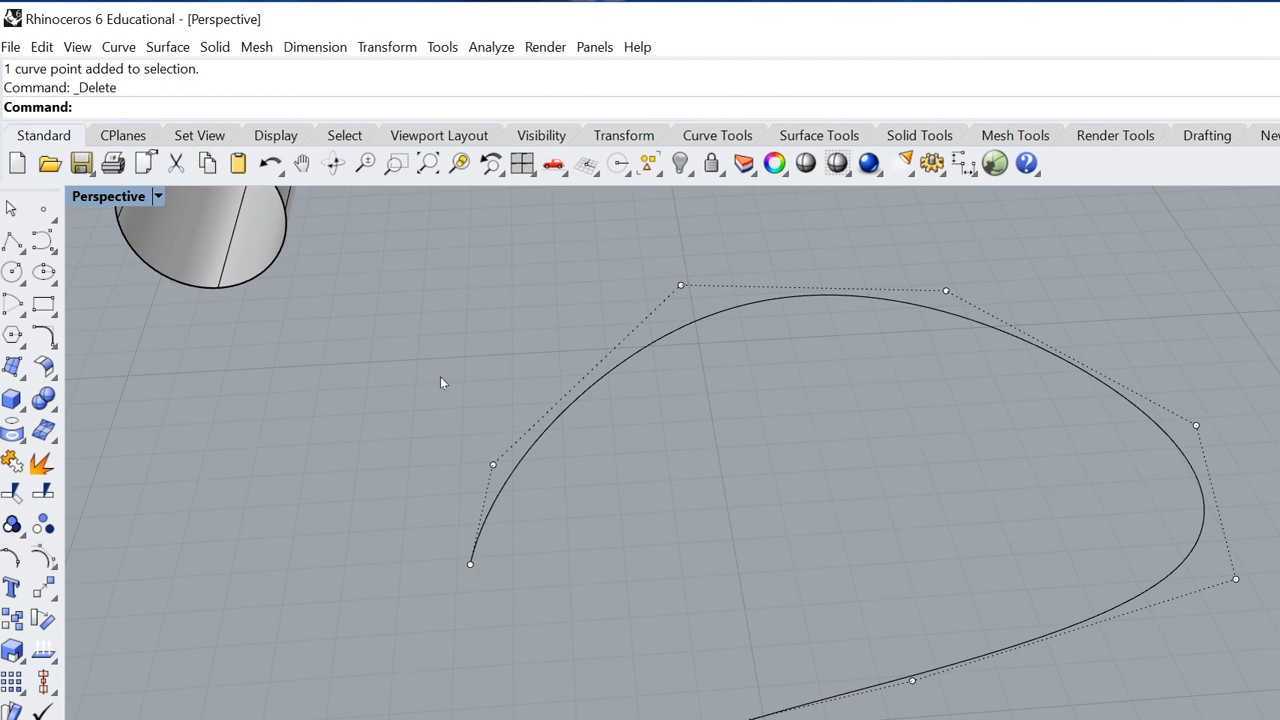 Rhinoceros 6 Educational - [Perspective]
File Edit View Curve Surface Solid Mesh Dimension Transform Tools Analyze Render Panels Help
1 curve point added to selection.
Command: _Delete
Command:
Standard CPlanes Set View Display Select Viewport Layout Visibility Transform Curve Tools Surface Tools Solid Tools Mesh Tools Render Tools Drafting Ne
Perspective